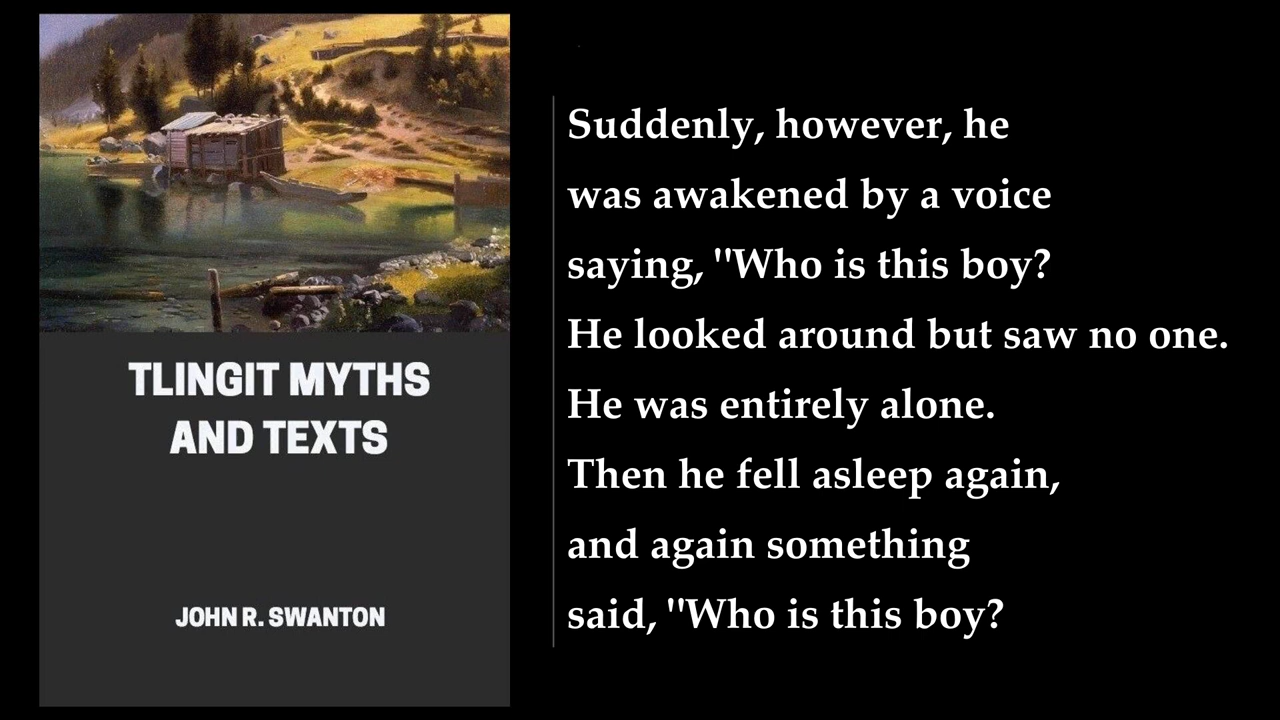 TLINGIT MYTHS
AND TEXTS
JOHN R. SWANTON
Suddenly, however, he
was awakened by a voice
saying, "Who is this boy?
He looked around but saw no one.
He was entirely alone.
Then he fell asleep again,
and again something
said, "Who is this boy?